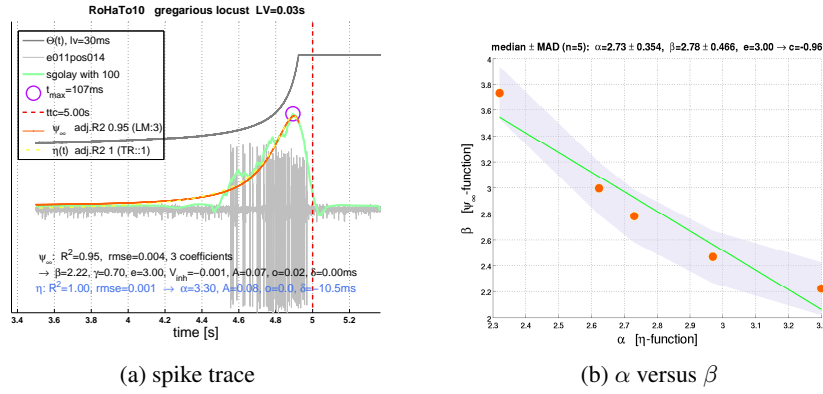 RoHaTo10 gregarious locust LV=0.03s
Θ(t), lv=30ms
e011pos014
sgolay with 100
t_max=107ms
ttc=5.00s
ψ_∞ adj.R2 0.95 (LM:3)
η(t) adj.R2 1 (TR::1)
ψ_∞: R²=0.95, rmse=0.004, 3 coefficients
→ β=2.22, γ=0.70, e=3.00, V_inh=−0.001, A=0.07, o=0.02, δ=0.00ms
η: R²=1.00, rmse=0.001 → α=3.30, A=0.08, o=0.0, δ=−10.5ms
3.4 3.6 3.8 4 4.2 4.4 4.6 4.8 5 5.2
time [s]
(a) spike trace
median ± MAD (n=5): α=2.73 ± 0.354, β=2.78 ± 0.466, e=3.00 → c=-0.96
4
3.8
3.6
3.4
3.2
3
2.8
2.6
2.4
2.2
2
β [ψ_∞-function]
2.3 2.4 2.5 2.6 2.7 2.8 2.9 3 3.1 3.2 3.3
α [η-function]
(b) α versus β